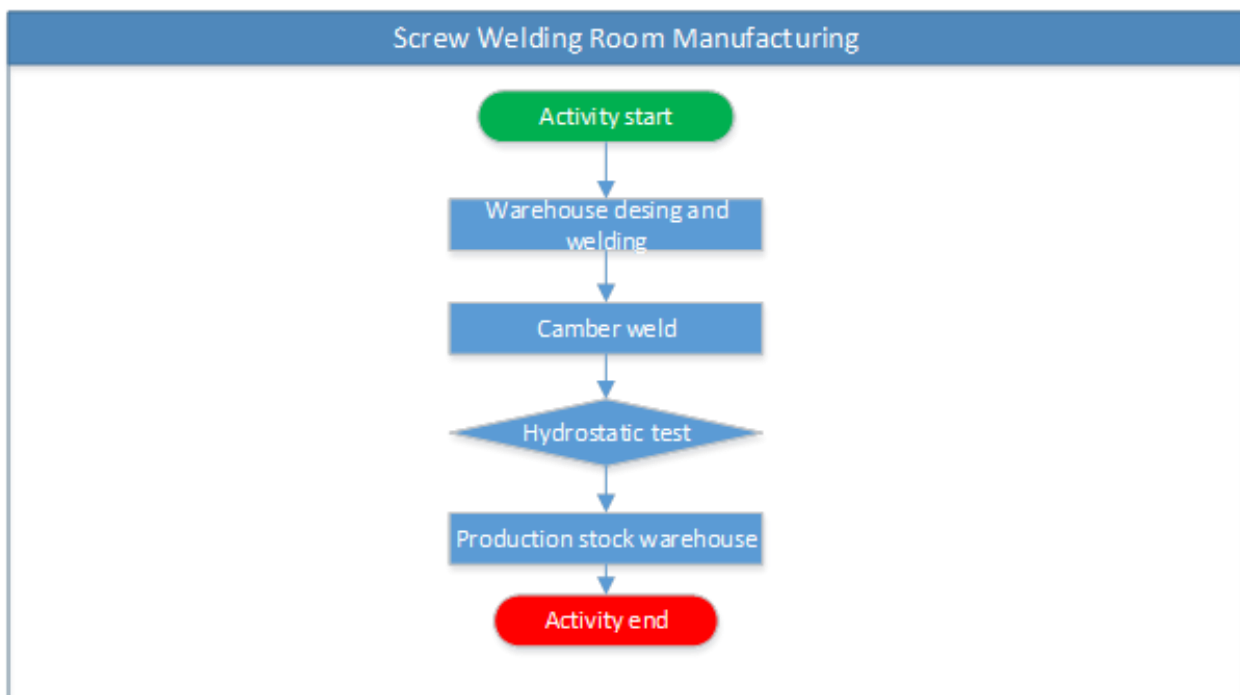 Screw Welding Room Manufacturing
Activity start
Warehouse desing and
welding
Camber weld
Hydrostatic test
Production stock warehouse
Activity end